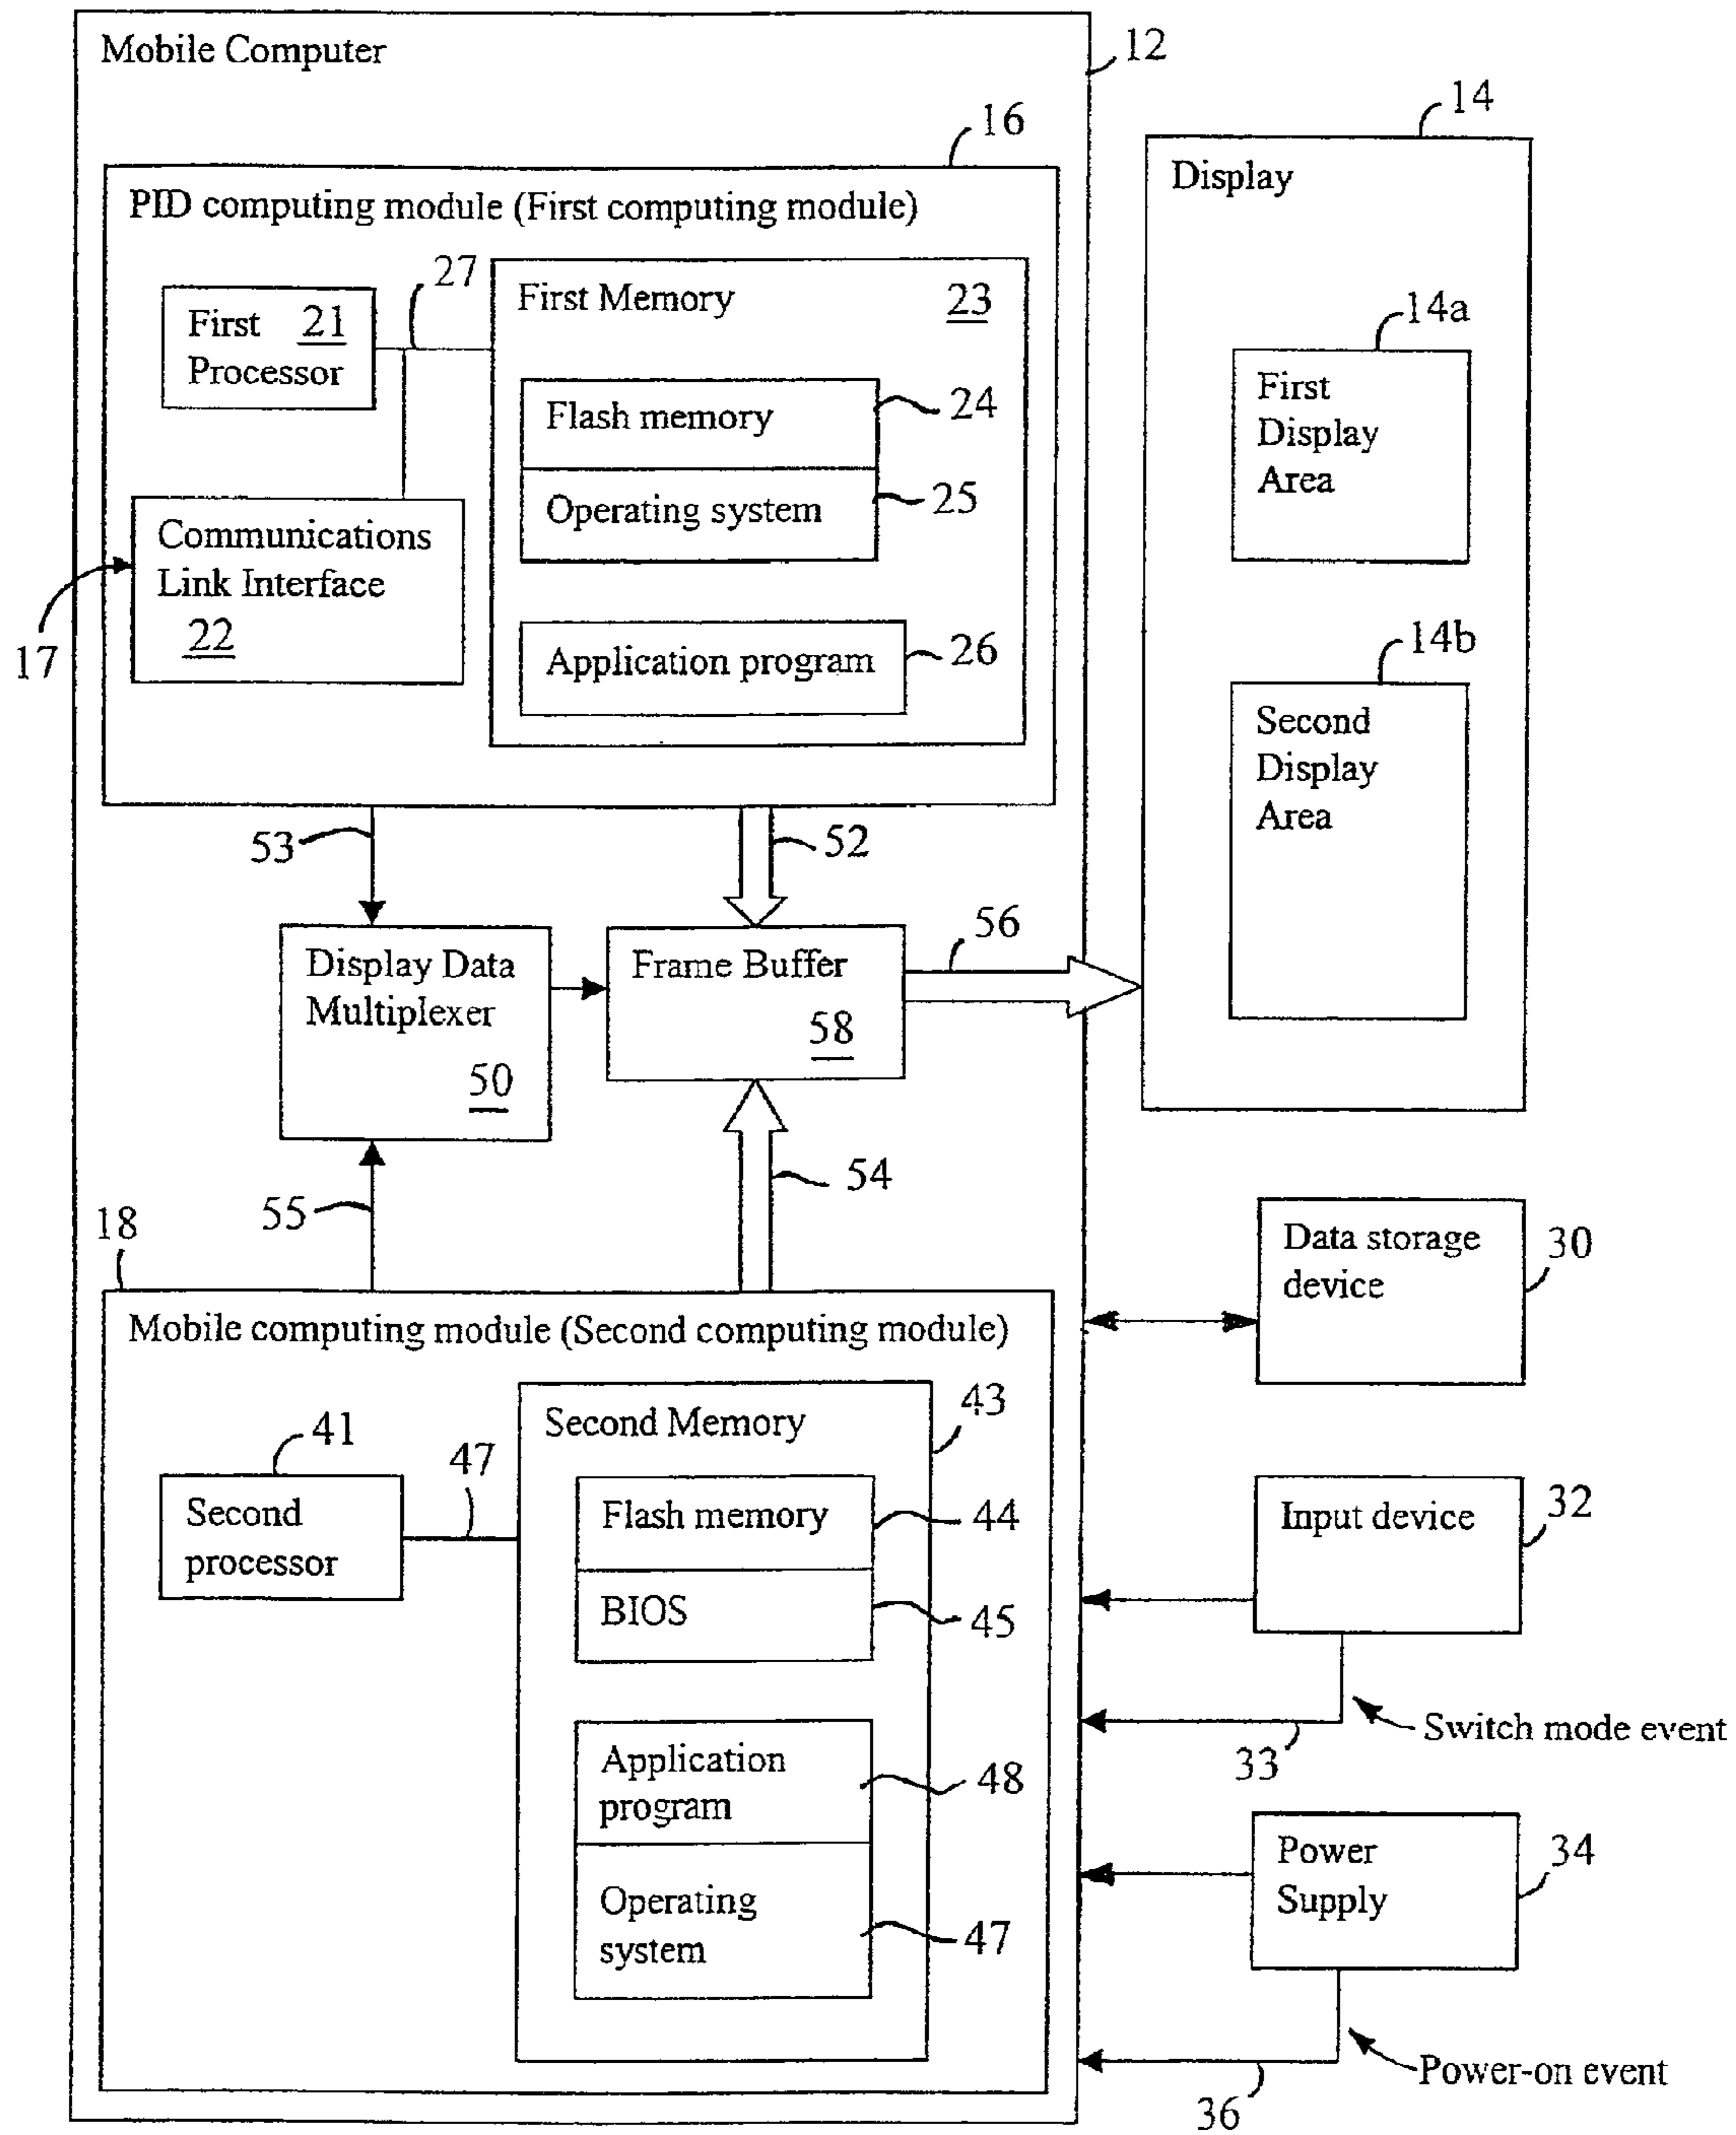 Mobile Computer
12
14
Display
16
PID computing module (First computing module)
27
First 21
Processor
First Memory 23
Flash memory
24
Operating system
25
Application program
26
Communications
Link Interface
22
17
14a
First
Display
Area
14b
Second
Display
Area
53
52
Display Data
Multiplexer
50
Frame Buffer
58
56
55
54
18
Mobile computing module (Second computing module)
41
Second
processor
47
Second Memory
43
Flash memory
44
BIOS
45
Application
program
48
Operating
system
47
Data storage
device
30
Input device
32
Switch mode event
33
Power
Supply
34
Power-on event
36